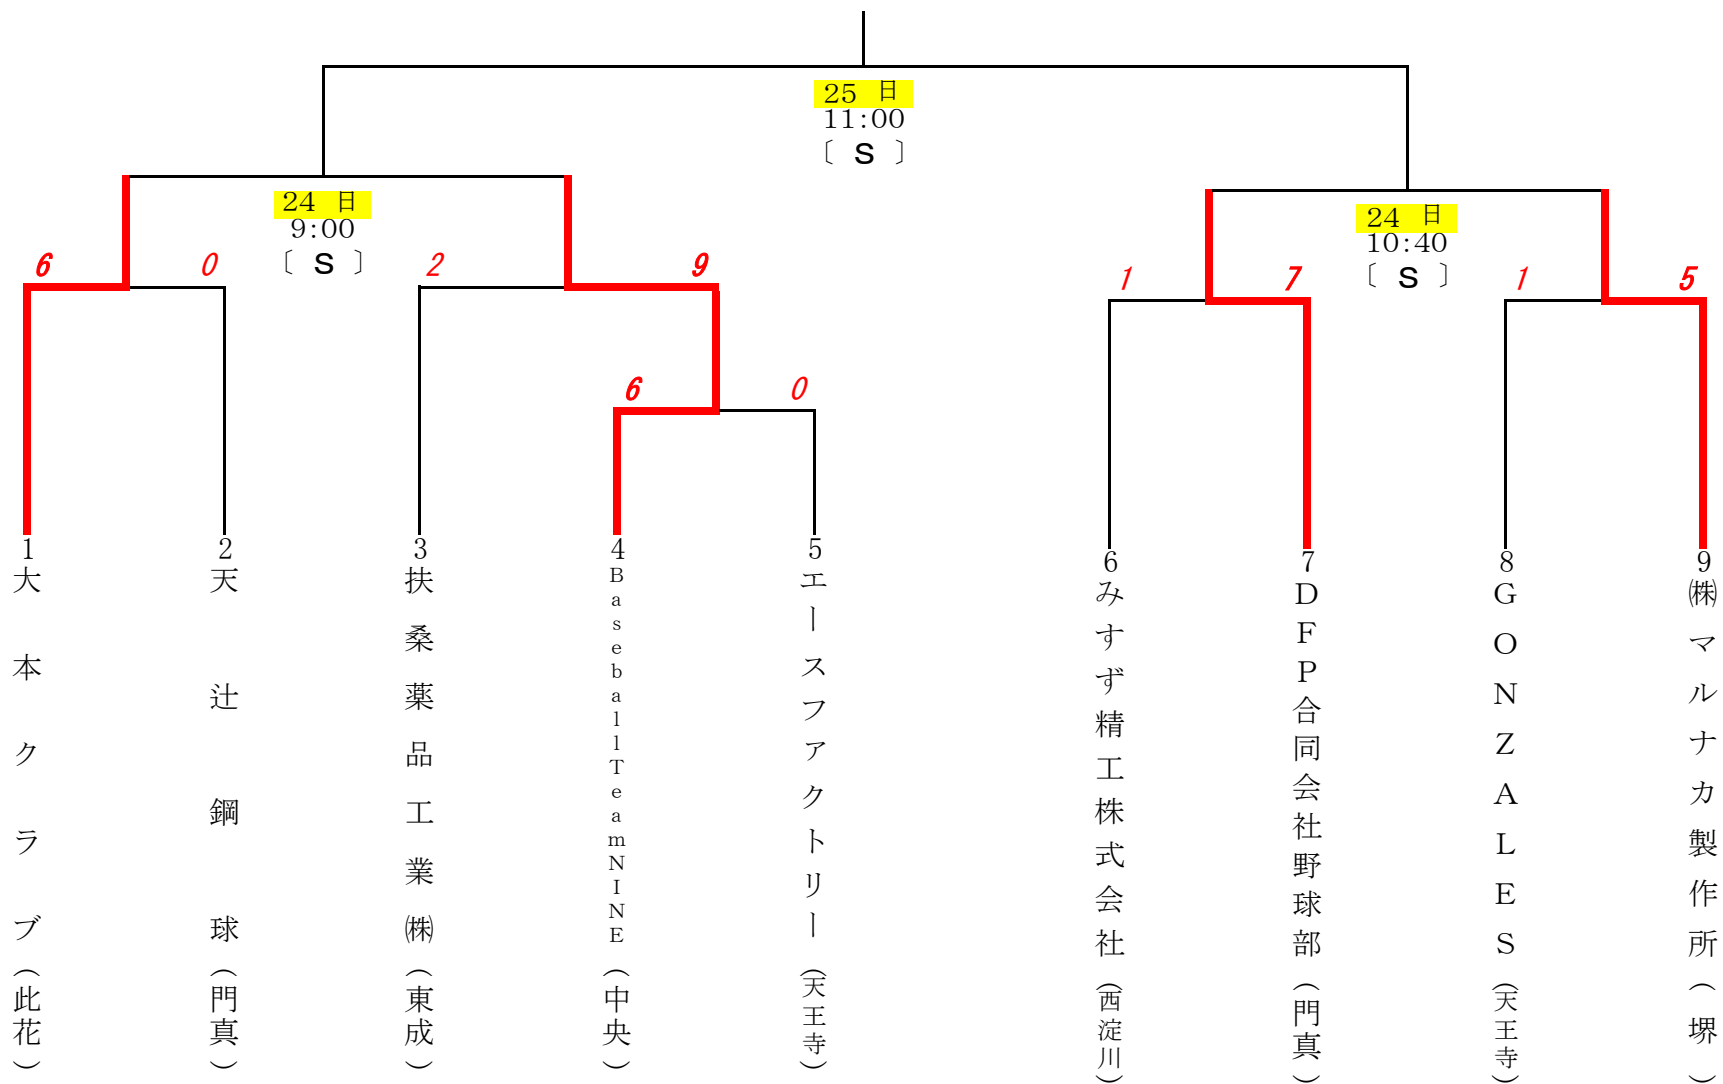 25 日
11:00
〔 S 〕
24 日
9:00
〔 S 〕
24 日
10:40
〔 S 〕
6
0
2
9
1
7
1
5
6
0
1
大本クラブ(此花)
2
天辻鋼球(門真)
3
扶桑薬品工業㈱(東成)
4
BaseballTeamNINE(中央)
5
エースファクトリー(天王寺)
6
みすず精工株式会社(西淀川)
7
DFP合同会社野球部(門真)
8
GONZALES(天王寺)
9
㈱マルナカ製作所(堺)